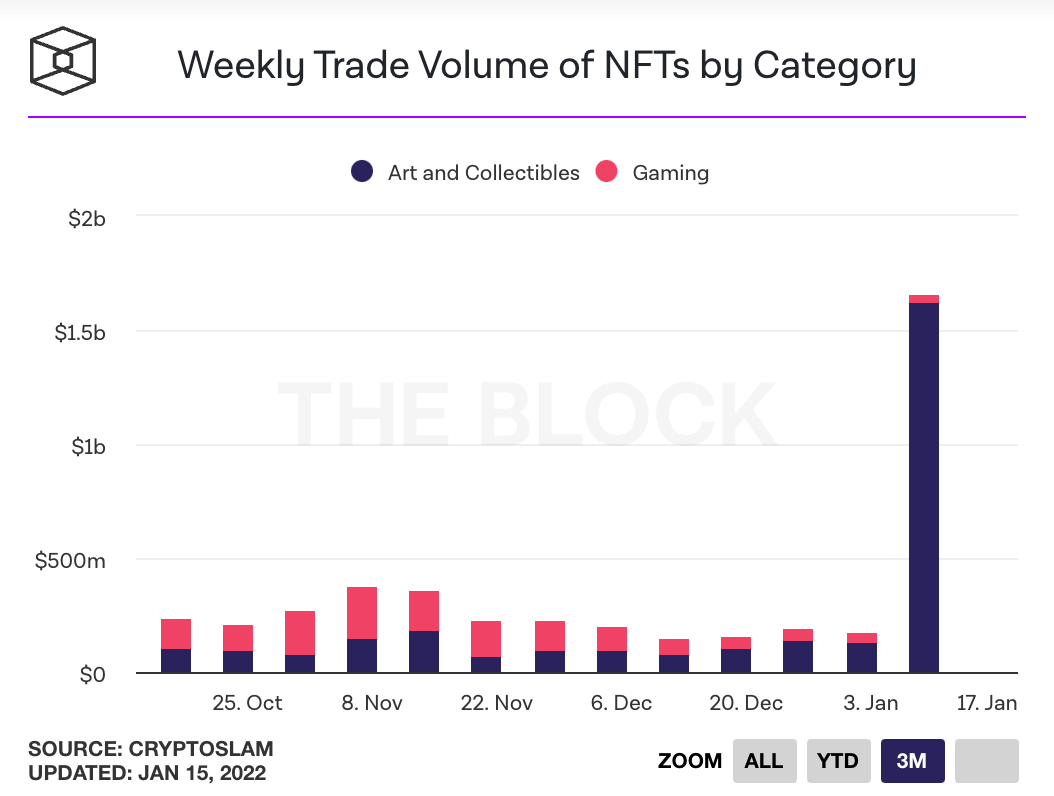 Weekly Trade Volume of NFTs by Category
Art and Collectibles Gaming
$2b
$1.5b
THE BLOCK
$1b
$500m
$0
25. Oct 8. Nov 22. Nov 6. Dec 20. Dec 3. Jan 17. Jan
SOURCE: CRYPTOSLAM
UPDATED: JAN 15, 2022
ZOOM ALL YTD 3M